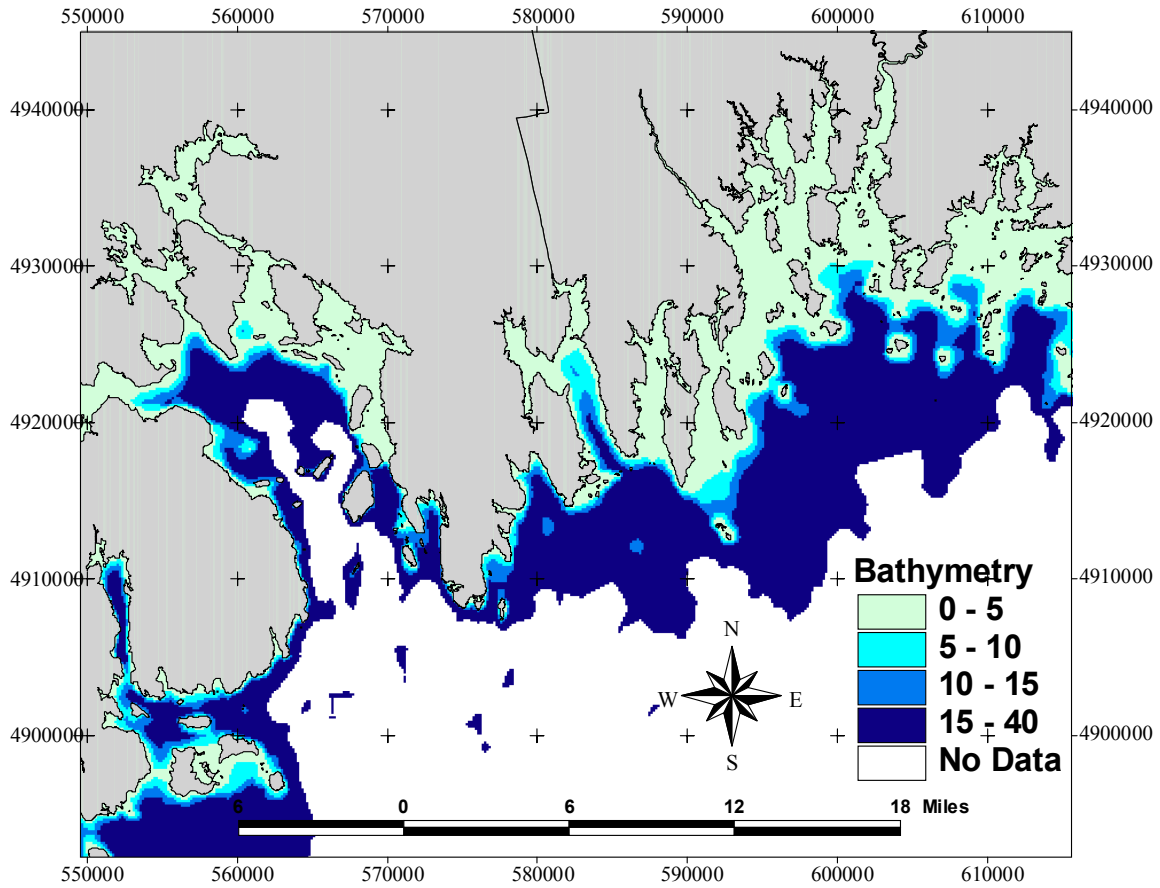 550000 560000 570000 580000 590000 600000 610000
4940000 4940000
4930000 4930000
4920000 4920000
4910000 4910000
Bathymetry
0 - 5
N
5 - 10
W E
10 - 15
15 - 40
4900000 4900000
S
No Data
6 0 6 12 18 Miles
550000 560000 570000 580000 590000 600000 610000